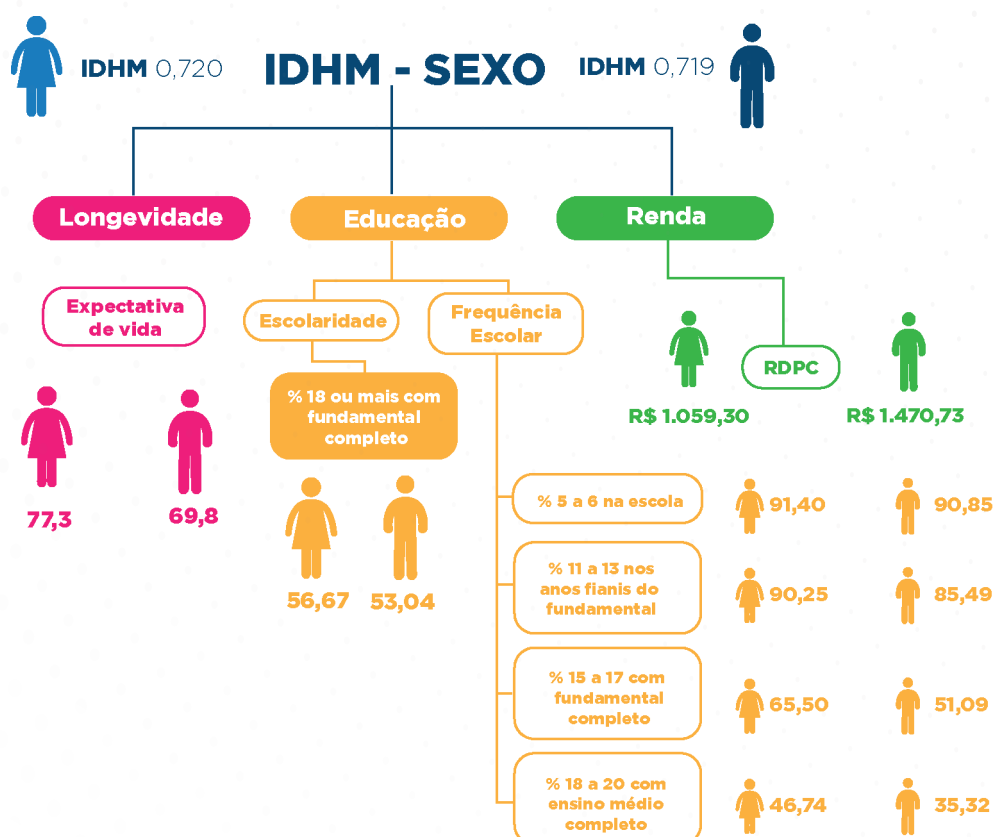 IDHM 0,720
IDHM - SEXO
IDHM 0,719
Longevidade
Educação
Renda
Expectativa
de vida
77,3
69,8
Escolaridade
% 18 ou mais com
fundamental
completo
56,67
53,04
Frequência
Escolar
RDPC
R$ 1.059,30
R$ 1.470,73
% 5 a 6 na escola
91,40
90,85
% 11 a 13 nos
anos fianis do
fundamental
90,25
85,49
% 15 a 17 com
fundamental
completo
65,50
51,09
% 18 a 20 com
ensino médio
completo
46,74
35,32